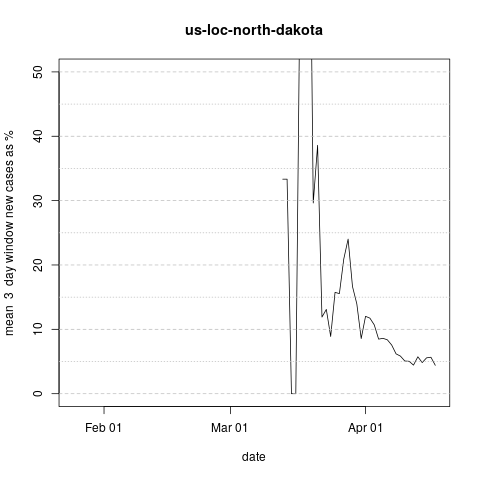 us-loc-north-dakota
mean  3  day window new cases as %
50
40
30
20
10
0
Feb 01
Mar 01
Apr 01
date